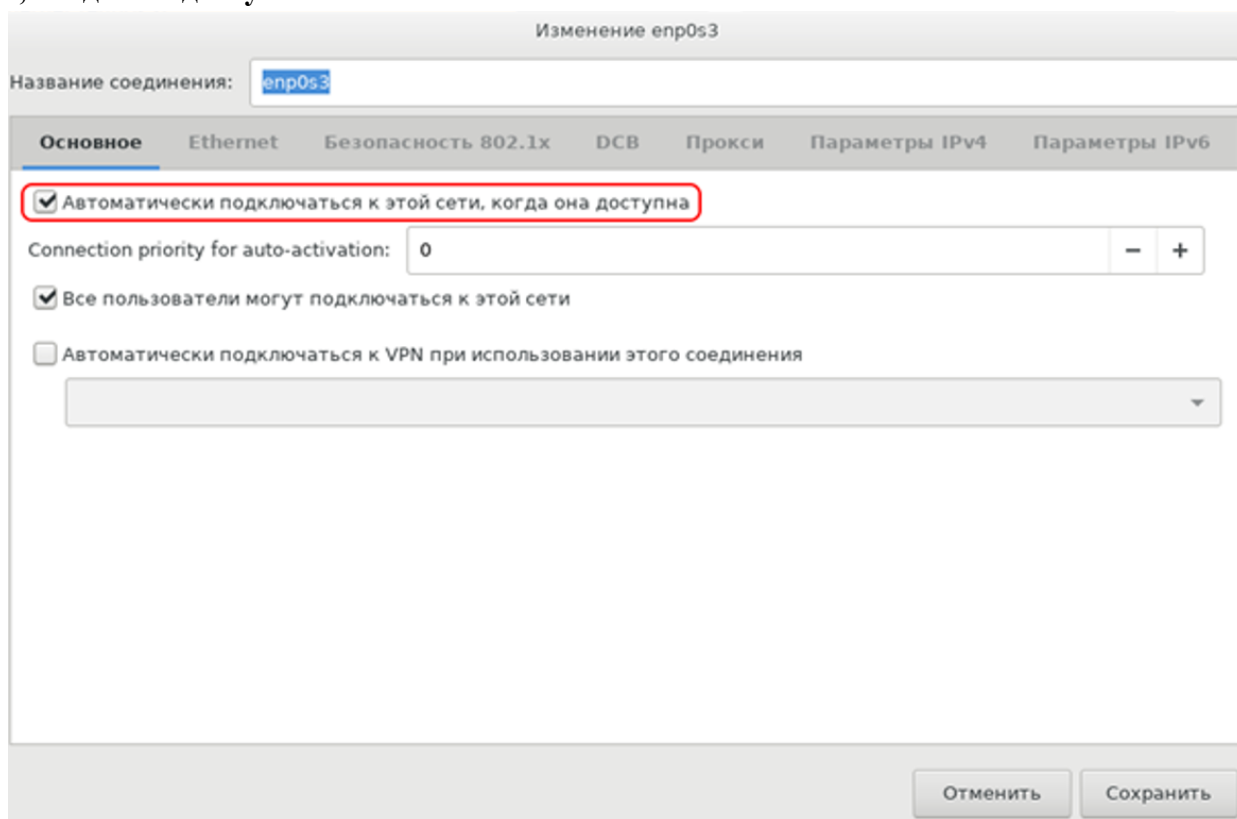 Изменение enp0s3
Название соединения: enp0s3
Основное Ethernet Безопасность 802.1x DCB Прокси Параметры IPv4 Параметры IPv6
Автоматически подключаться к этой сети, когда она доступна
Connection priority for auto-activation: 0 − +
Все пользователи могут подключаться к этой сети
Автоматически подключаться к VPN при использовании этого соединения
Отменить Сохранить